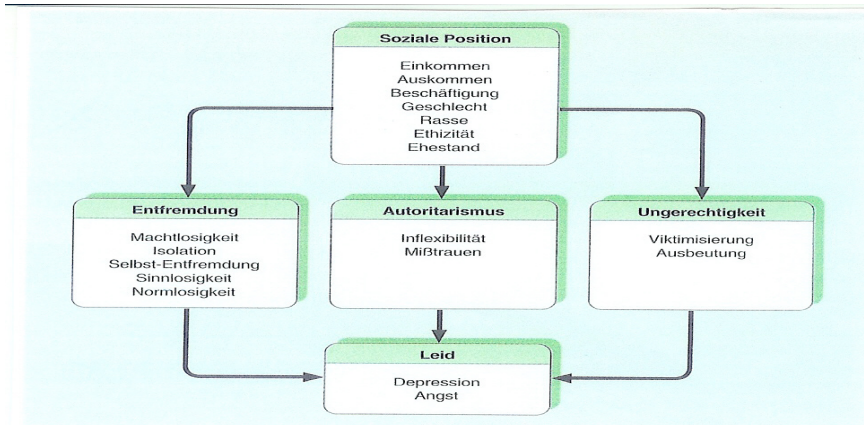 Soziale Position
Einkommen
Auskommen
Beschäftigung
Geschlecht
Rasse
Ethizität
Ehestand
Entfremdung
Machtlosigkeit
Isolation
Selbst-Entfremdung
Sinnlosigkeit
Normlosigkeit
Autoritarismus
Inflexibilität
Mißtrauen
Ungerechtigkeit
Viktimisierung
Ausbeutung
Leid
Depression
Angst